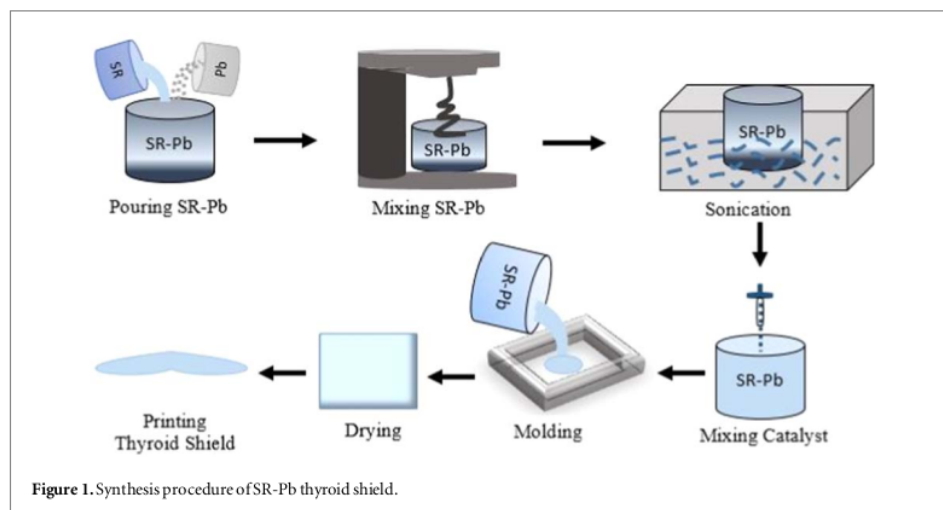 SR
Pb
SR-Pb
Pouring SR-Pb
SR-Pb
Mixing SR-Pb
SR-Pb
Sonication
SR-Pb
Mixing Catalyst
SR-Pb
Molding
Drying
Printing
Thyroid Shield
Figure 1. Synthesis procedure of SR-Pb thyroid shield.